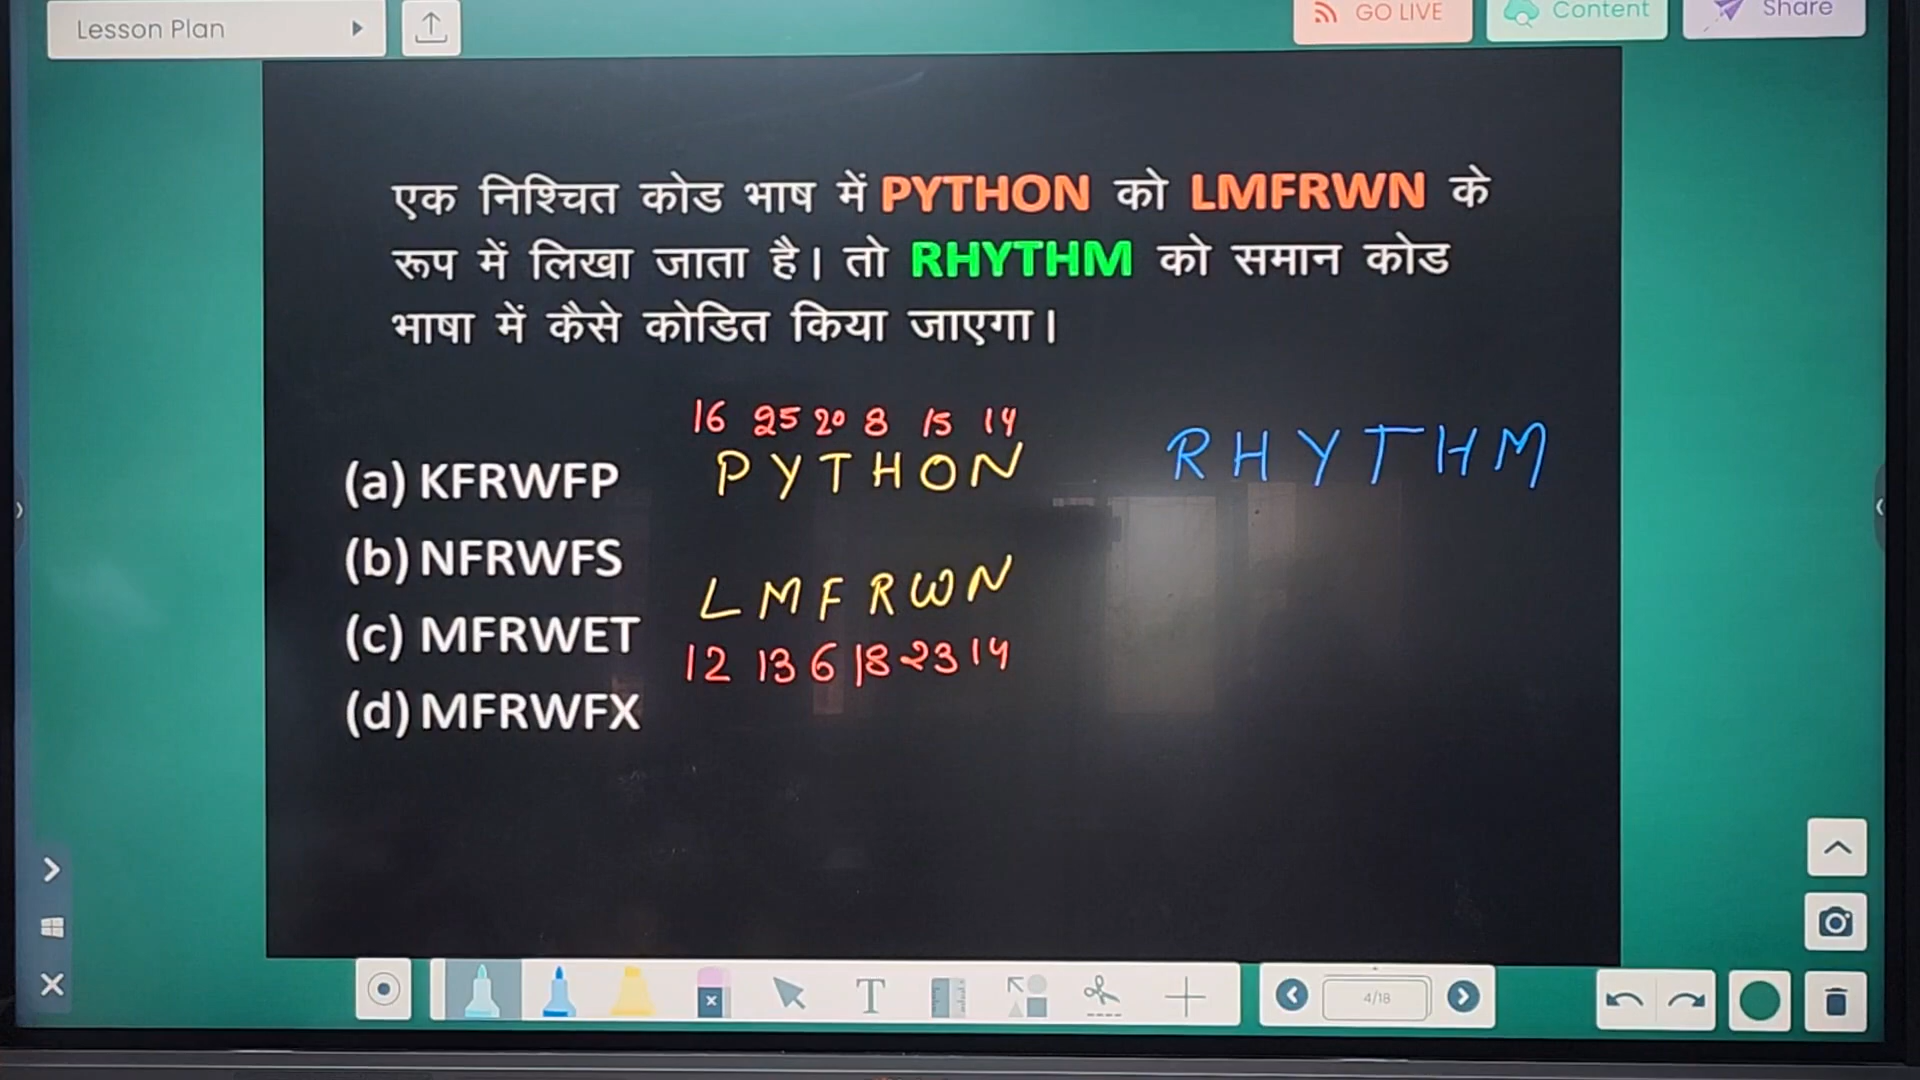 Lesson Plan
GO LIVE
Content
Share
एक निश्चित कोड भाष में PYTHON को LMFRWN के
रूप में लिखा जाता है। तो RHYTHM को समान कोड
भाषा में कैसे कोडित किया जाएगा।
16 25 20 8 15 14
PYTHON
RHYTHM
(a) KFRWFP
(b) NFRWFS
LMFRWN
(c) MFRWET
12 13 6 18 23 14
(d) MFRWFX
T
4/18